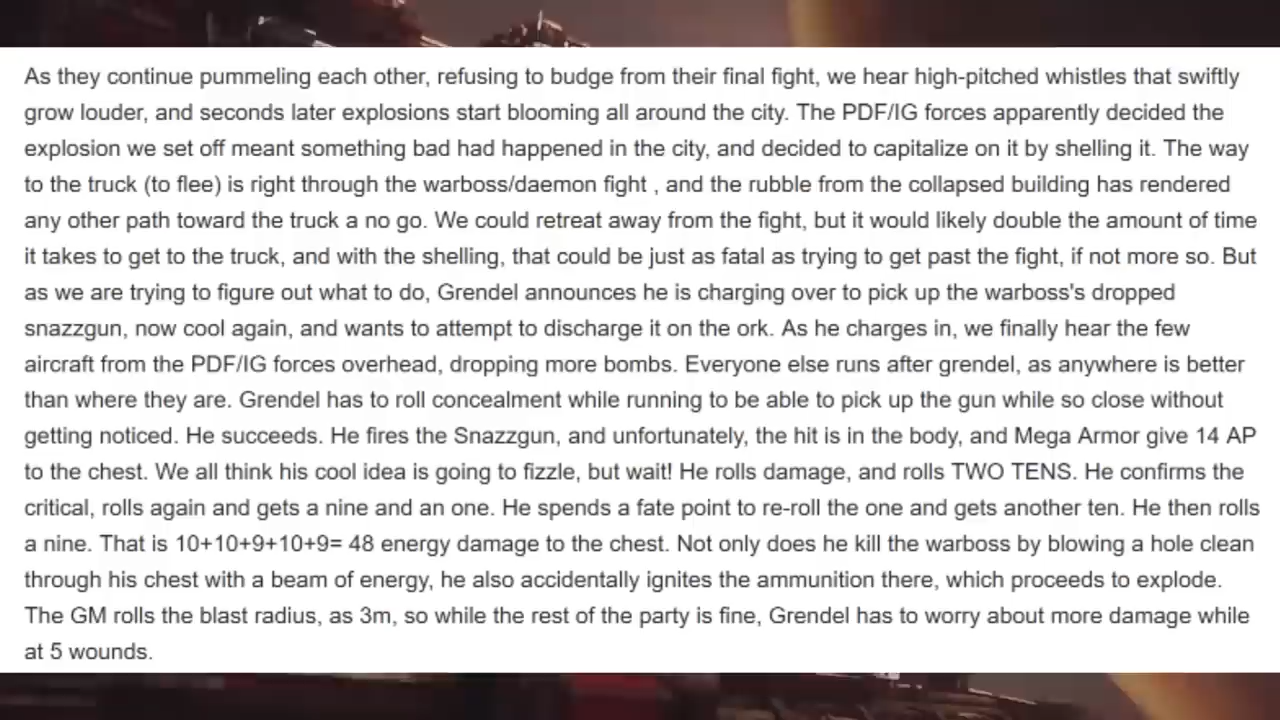 As they continue pummeling each other, refusing to budge from their final fight, we hear high-pitched whistles that swiftly
grow louder, and seconds later explosions start blooming all around the city. The PDF/IG forces apparently decided the
explosion we set off meant something bad had happened in the city, and decided to capitalize on it by shelling it. The way
to the truck (to flee) is right through the warboss/daemon fight , and the rubble from the collapsed building has rendered
any other path toward the truck a no go. We could retreat away from the fight, but it would likely double the amount of time
it takes to get to the truck, and with the shelling, that could be just as fatal as trying to get past the fight, if not more so. But
as we are trying to figure out what to do, Grendel announces he is charging over to pick up the warboss's dropped
snazzgun, now cool again, and wants to attempt to discharge it on the ork. As he charges in, we finally hear the few
aircraft from the PDF/IG forces overhead, dropping more bombs. Everyone else runs after grendel, as anywhere is better
than where they are. Grendel has to roll concealment while running to be able to pick up the gun while so close without
getting noticed. He succeeds. He fires the Snazzgun, and unfortunately, the hit is in the body, and Mega Armor give 14 AP
to the chest. We all think his cool idea is going to fizzle, but wait! He rolls damage, and rolls TWO TENS. He confirms the
critical, rolls again and gets a nine and an one. He spends a fate point to re-roll the one and gets another ten. He then rolls
a nine. That is 10+10+9+10+9= 48 energy damage to the chest. Not only does he kill the warboss by blowing a hole clean
through his chest with a beam of energy, he also accidentally ignites the ammunition there, which proceeds to explode.
The GM rolls the blast radius, as 3m, so while the rest of the party is fine, Grendel has to worry about more damage while
at 5 wounds.